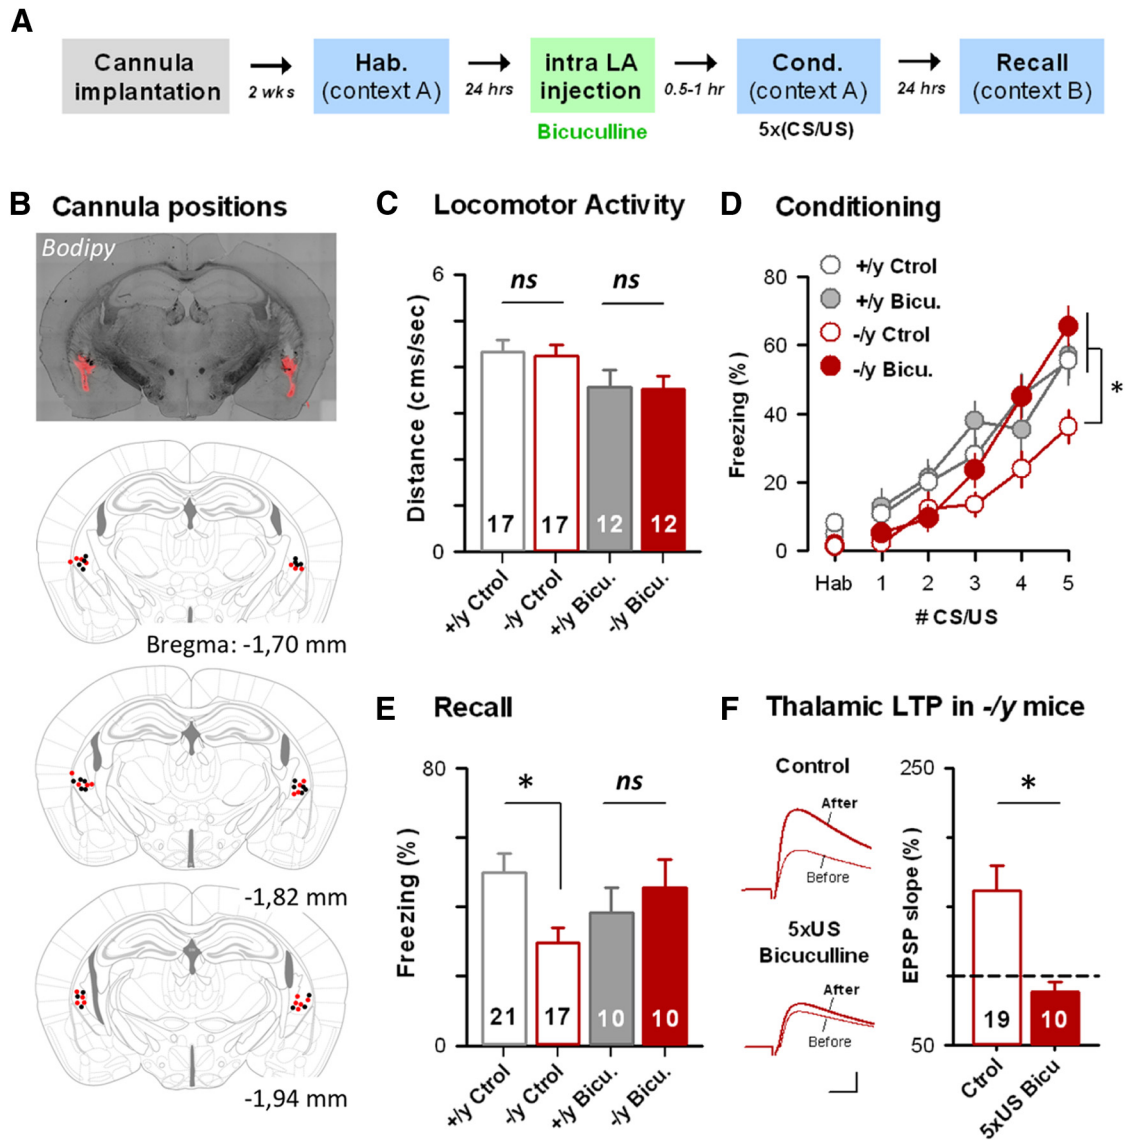 A
Cannula
implantation
2 wks
Hab.
(context A)
24 hrs
intra LA
injection
Bicuculline
0.5-1 hr
Cond.
(context A)
5x(CS/US)
24 hrs
Recall
(context B)
B Cannula positions
Bodipy
Bregma: -1,70 mm
-1,82 mm
-1,94 mm
C Locomotor Activity
Distance (cms/sec)
6
0
ns
ns
17
17
12
12
+/y Ctrol
-/y Ctrol
+/y Bicu.
-/y Bicu.
D Conditioning
+/y Ctrol
+/y Bicu.
-/y Ctrol
-/y Bicu.
Freezing (%)
80
60
40
20
0
*
Hab 1 2 3 4 5
# CS/US
E Recall
Freezing (%)
80
0
*
ns
21
17
10
10
+/y Ctrol
-/y Ctrol
+/y Bicu.
-/y Bicu.
F Thalamic LTP in -/y mice
Control
After
Before
5xUS
Bicuculline
After
Before
EPSP slope (%)
250
50
*
19
10
Ctrol
5xUS Bicu